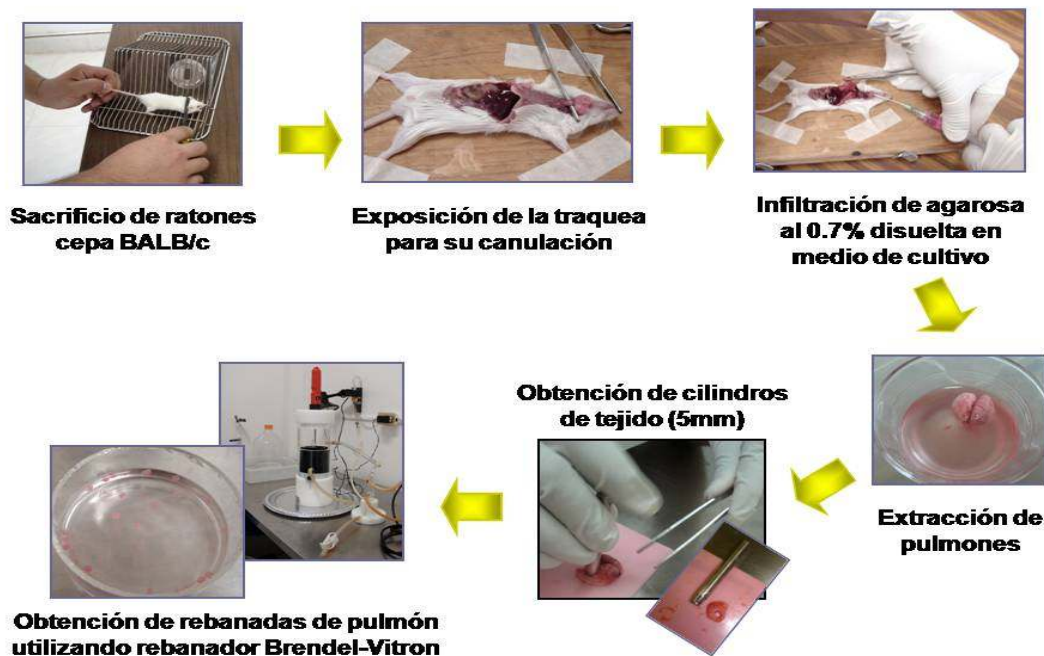 Sacrificio de ratones
cepa BALB/c
Exposición de la traquea
para su canulación
Infiltración de agarosa
al 0.7% disuelta en
medio de cultivo
Extracción de
pulmones
Obtención de cilindros
de tejido (5mm)
Obtención de rebanadas de pulmón
utilizando rebanador Brendel-Vitron